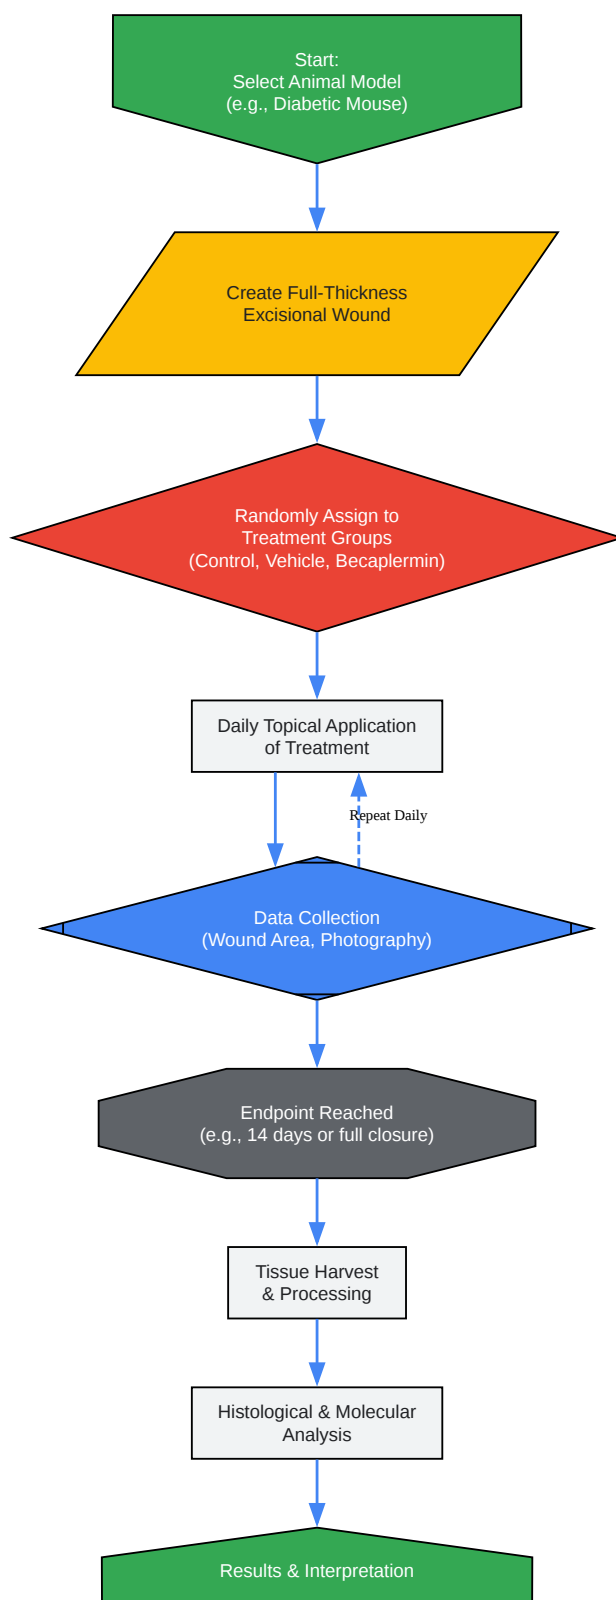 Start:
Select Animal Model
(e.g., Diabetic Mouse)
Create Full-Thickness
Excisional Wound
Randomly Assign to
Treatment Groups
(Control, Vehicle, Becaplermin)
Daily Topical Application
of Treatment
Repeat Daily
Data Collection
(Wound Area, Photography)
Endpoint Reached
(e.g., 14 days or full closure)
Tissue Harvest
& Processing
Histological & Molecular
Analysis
Results & Interpretation